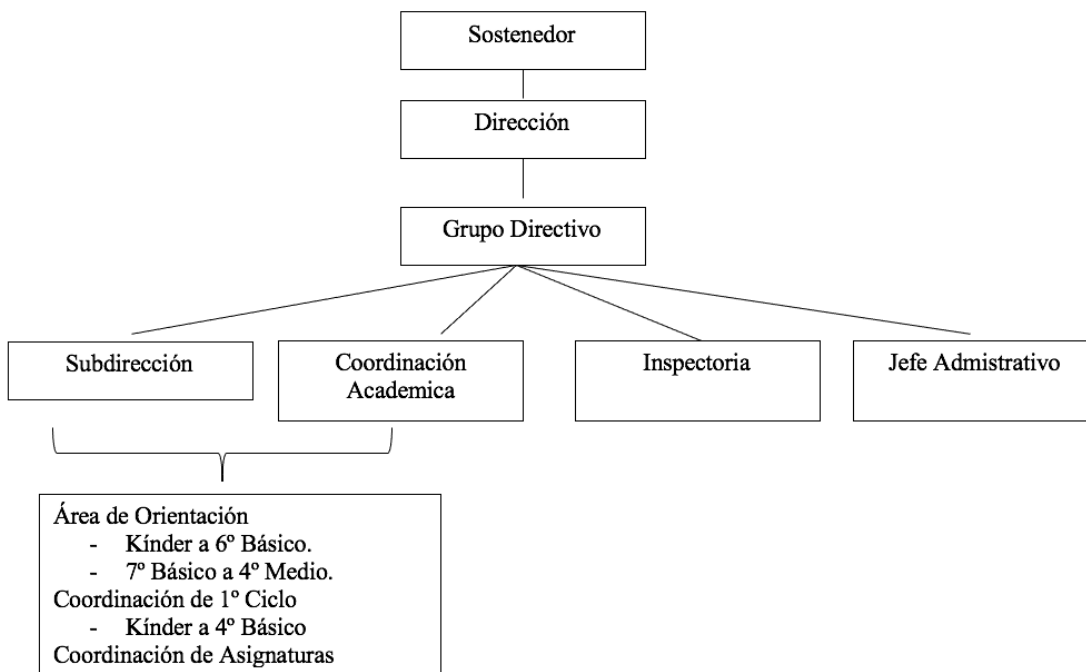 Sostenedor
Dirección
Grupo Directivo
Subdirección
Coordinación
Academica
Inspectoria
Jefe Admistrativo
Área de Orientación
- Kínder a 6º Básico.
- 7º Básico a 4º Medio.
Coordinación de 1º Ciclo
- Kínder a 4º Básico
Coordinación de Asignaturas